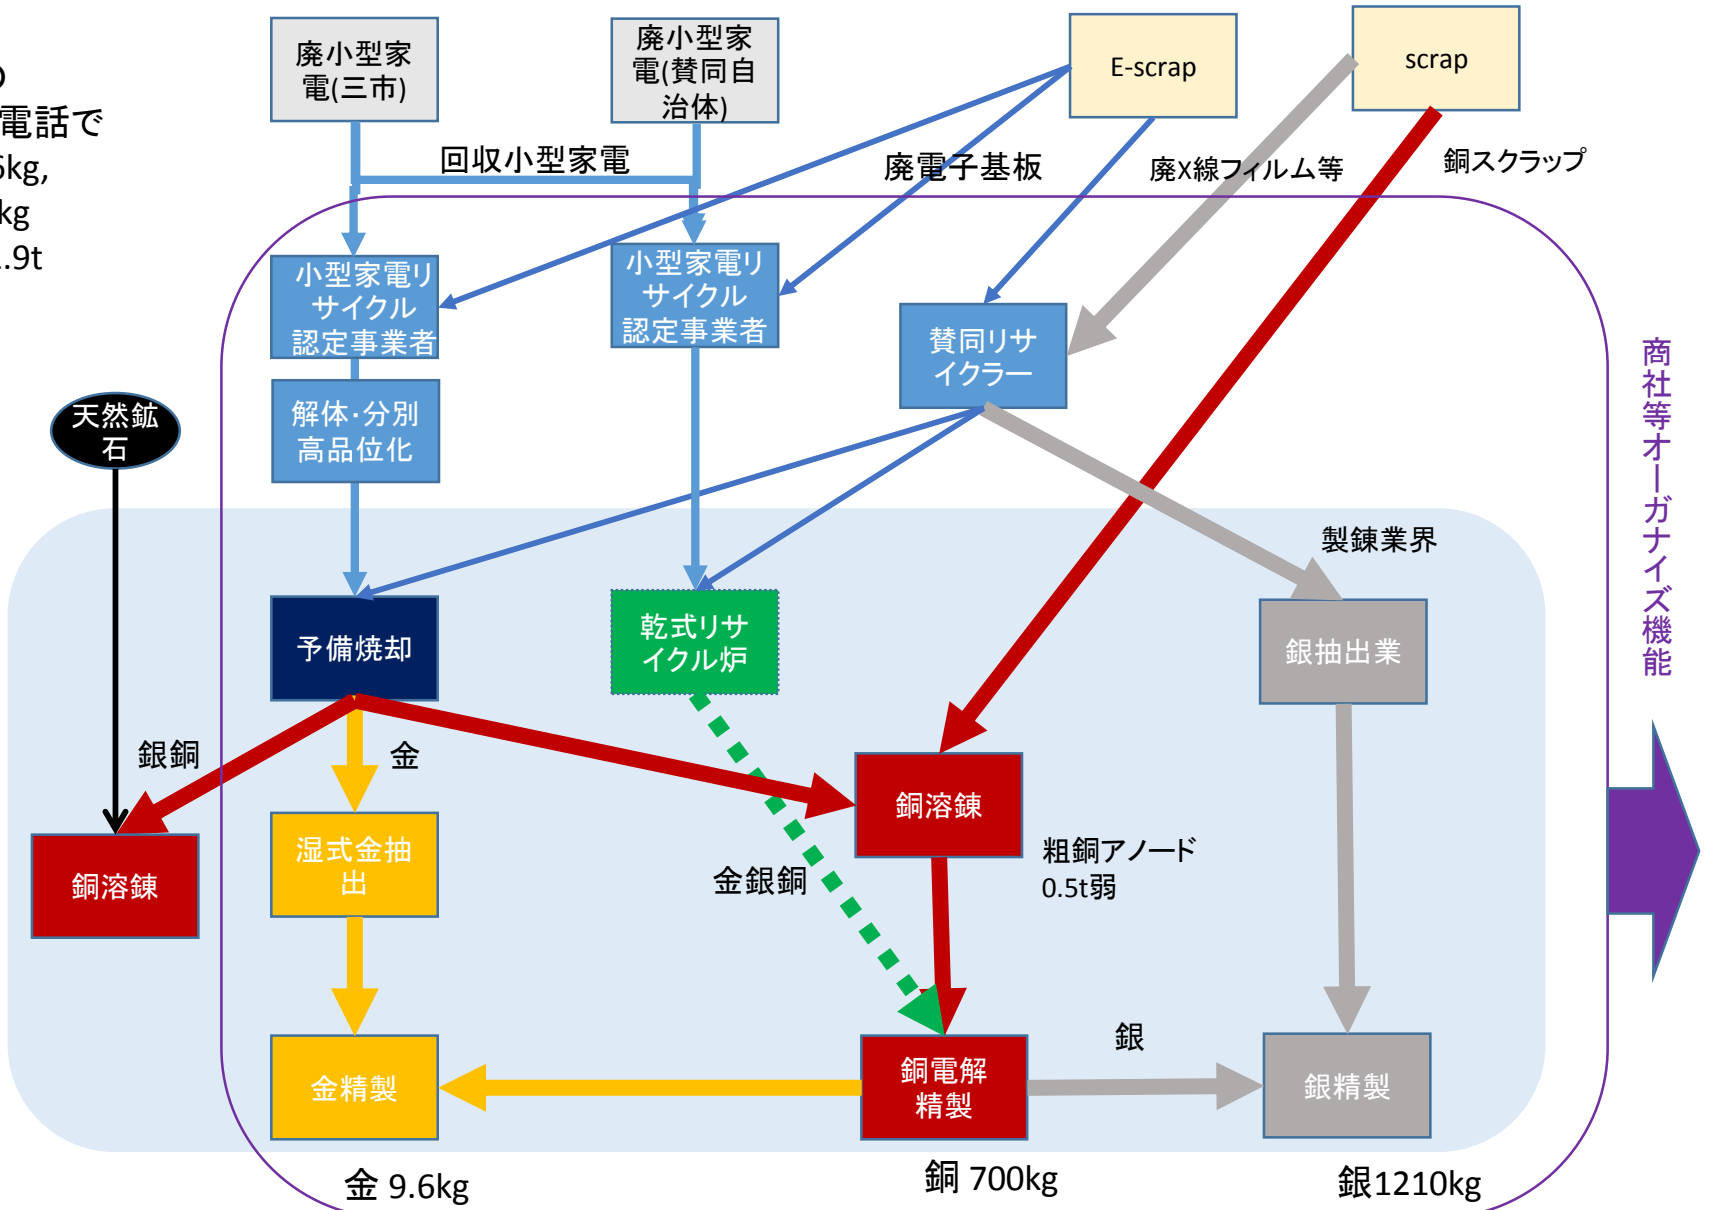 廃小型家
電(三市)
廃小型家
電(賛同自
治体)
E-scrap
scrap
の
電話で
6kg,
kg
.9t
回収小型家電
廃電子基板
廃X線フィルム等
銅スクラップ
小型家電リ
サイクル
認定事業者
小型家電リ
サイクル
認定事業者
賛同リサ
イクラー
商社等オーガナイズ機能
天然鉱
石
解体・分別
高品位化
製錬業界
予備焼却
乾式リサ
イクル炉
銀抽出業
銀銅
金
銅溶錬
銅溶錬
湿式金抽
出
金銀銅
粗銅アノード
0.5t弱
金精製
銅電解
精製
銀
銀精製
金 9.6kg
銅 700kg
銀1210kg